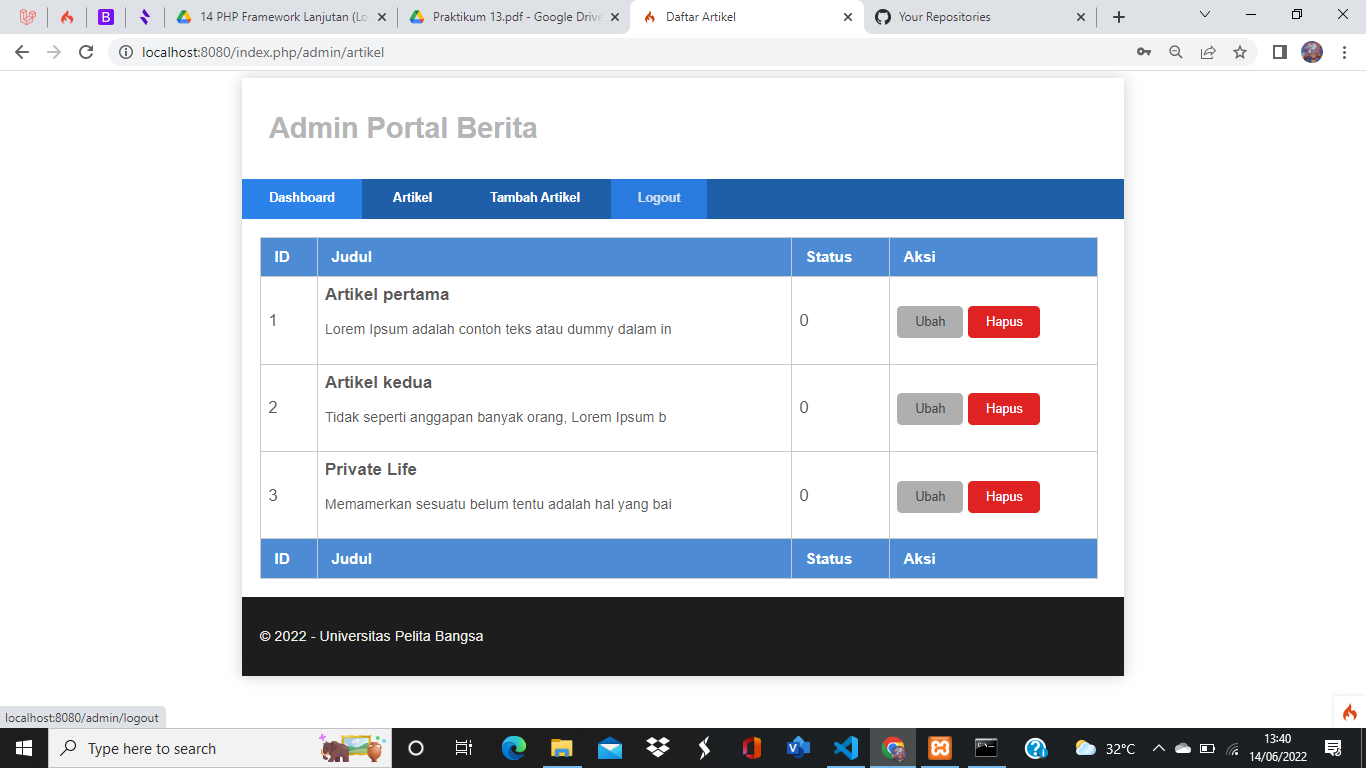 14 PHP Framework Lanjutan (Lo
Praktikum 13.pdf - Google Drive
Daftar Artikel
Your Repositories
localhost:8080/index.php/admin/artikel
Admin Portal Berita
Dashboard Artikel Tambah Artikel Logout
ID Judul Status Aksi
Artikel pertama
1 0 Ubah Hapus
Lorem Ipsum adalah contoh teks atau dummy dalam in
Artikel kedua
2 0 Ubah Hapus
Tidak seperti anggapan banyak orang, Lorem Ipsum b
Private Life
3 0 Ubah Hapus
Memamerkan sesuatu belum tentu adalah hal yang bai
ID Judul Status Aksi
© 2022 - Universitas Pelita Bangsa
localhost:8080/admin/logout
Type here to search
32°C
13:40
14/06/2022